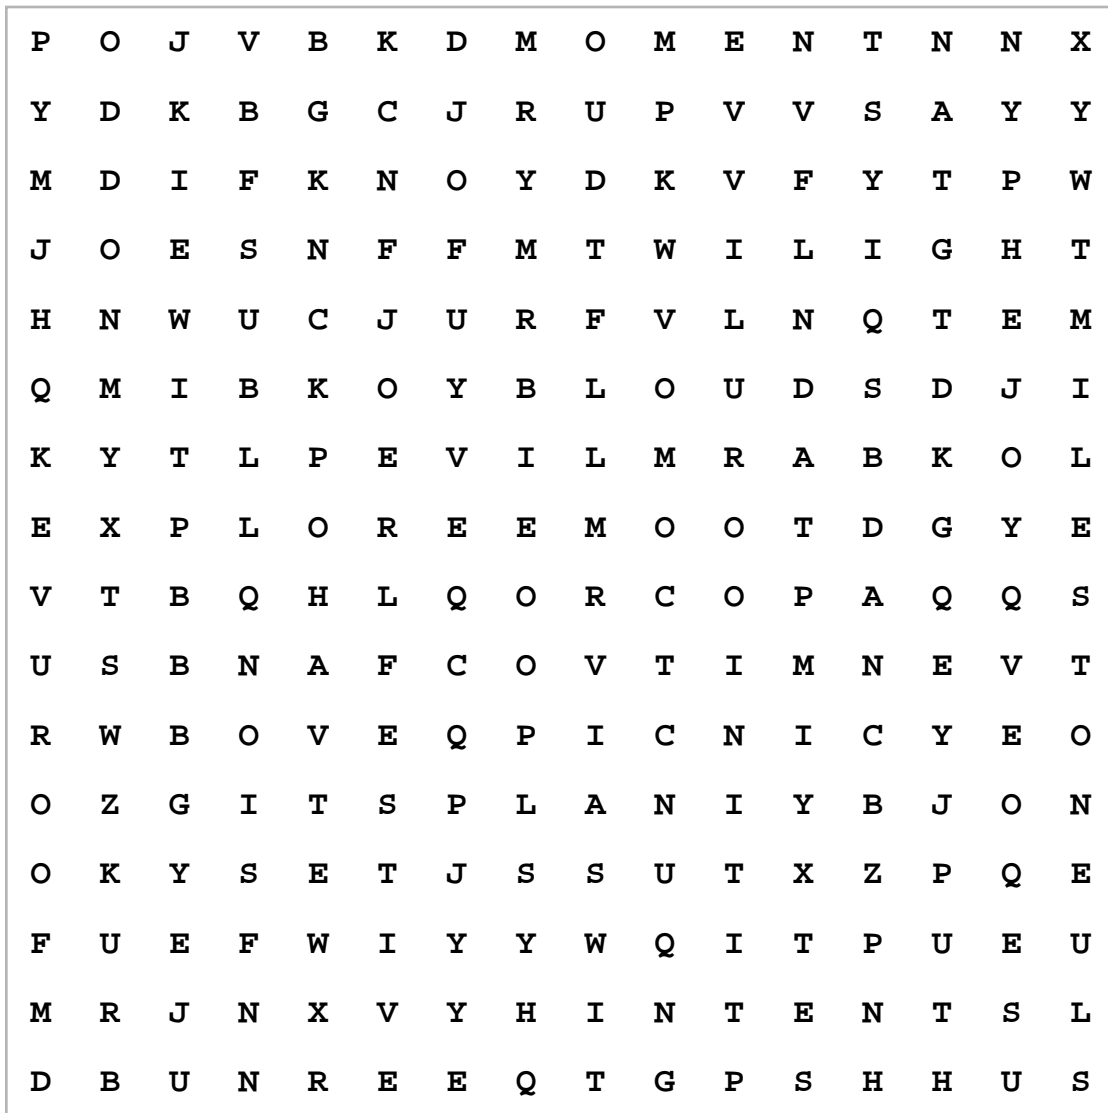 P O J V B K D M O M E N T N N X
Y D K B G C J R U P V V S A Y Y
M D I F K N O Y D K V F Y T P W
J O E S N F F M T W I L I G H T
H N W U C J U R F V L N Q T E M
Q M I B K O Y B L O U D S D J I
K Y T L P E V I L M R A B K O L
E X P L O R E E M O O T D G Y E
V T B Q H L Q O R C O P A Q Q S
U S B N A F C O V T I M N E V T
R W B O V E Q P I C N I C Y E O
O Z G I T S P L A N I Y B J O N
O K Y S E T J S S U T X Z P Q E
F U E F W I Y Y W Q I T P U E U
M R J N X V Y H I N T E N T S L
D B U N R E E Q T G P S H H U S